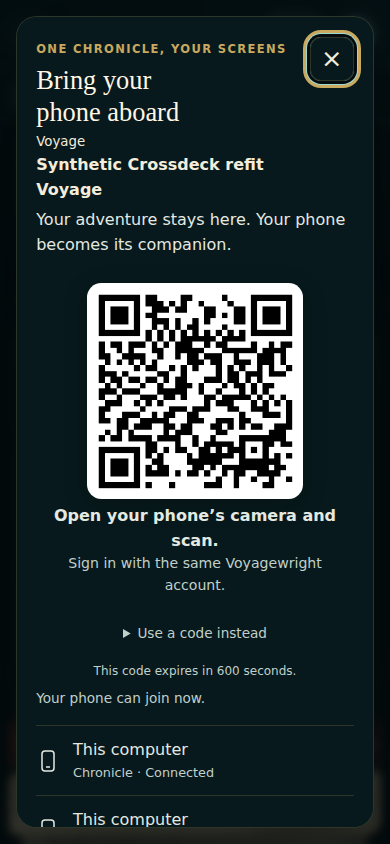 ONE CHRONICLE, YOUR SCREENS
Bring your
phone aboard
Voyage
Synthetic Crossdeck refit
Voyage
Your adventure stays here. Your phone
becomes its companion.
Open your phone’s camera and
scan.
Sign in with the same Voyagewright
account.
Use a code instead
This code expires in 600 seconds.
Your phone can join now.
This computer
Chronicle · Connected
This computer